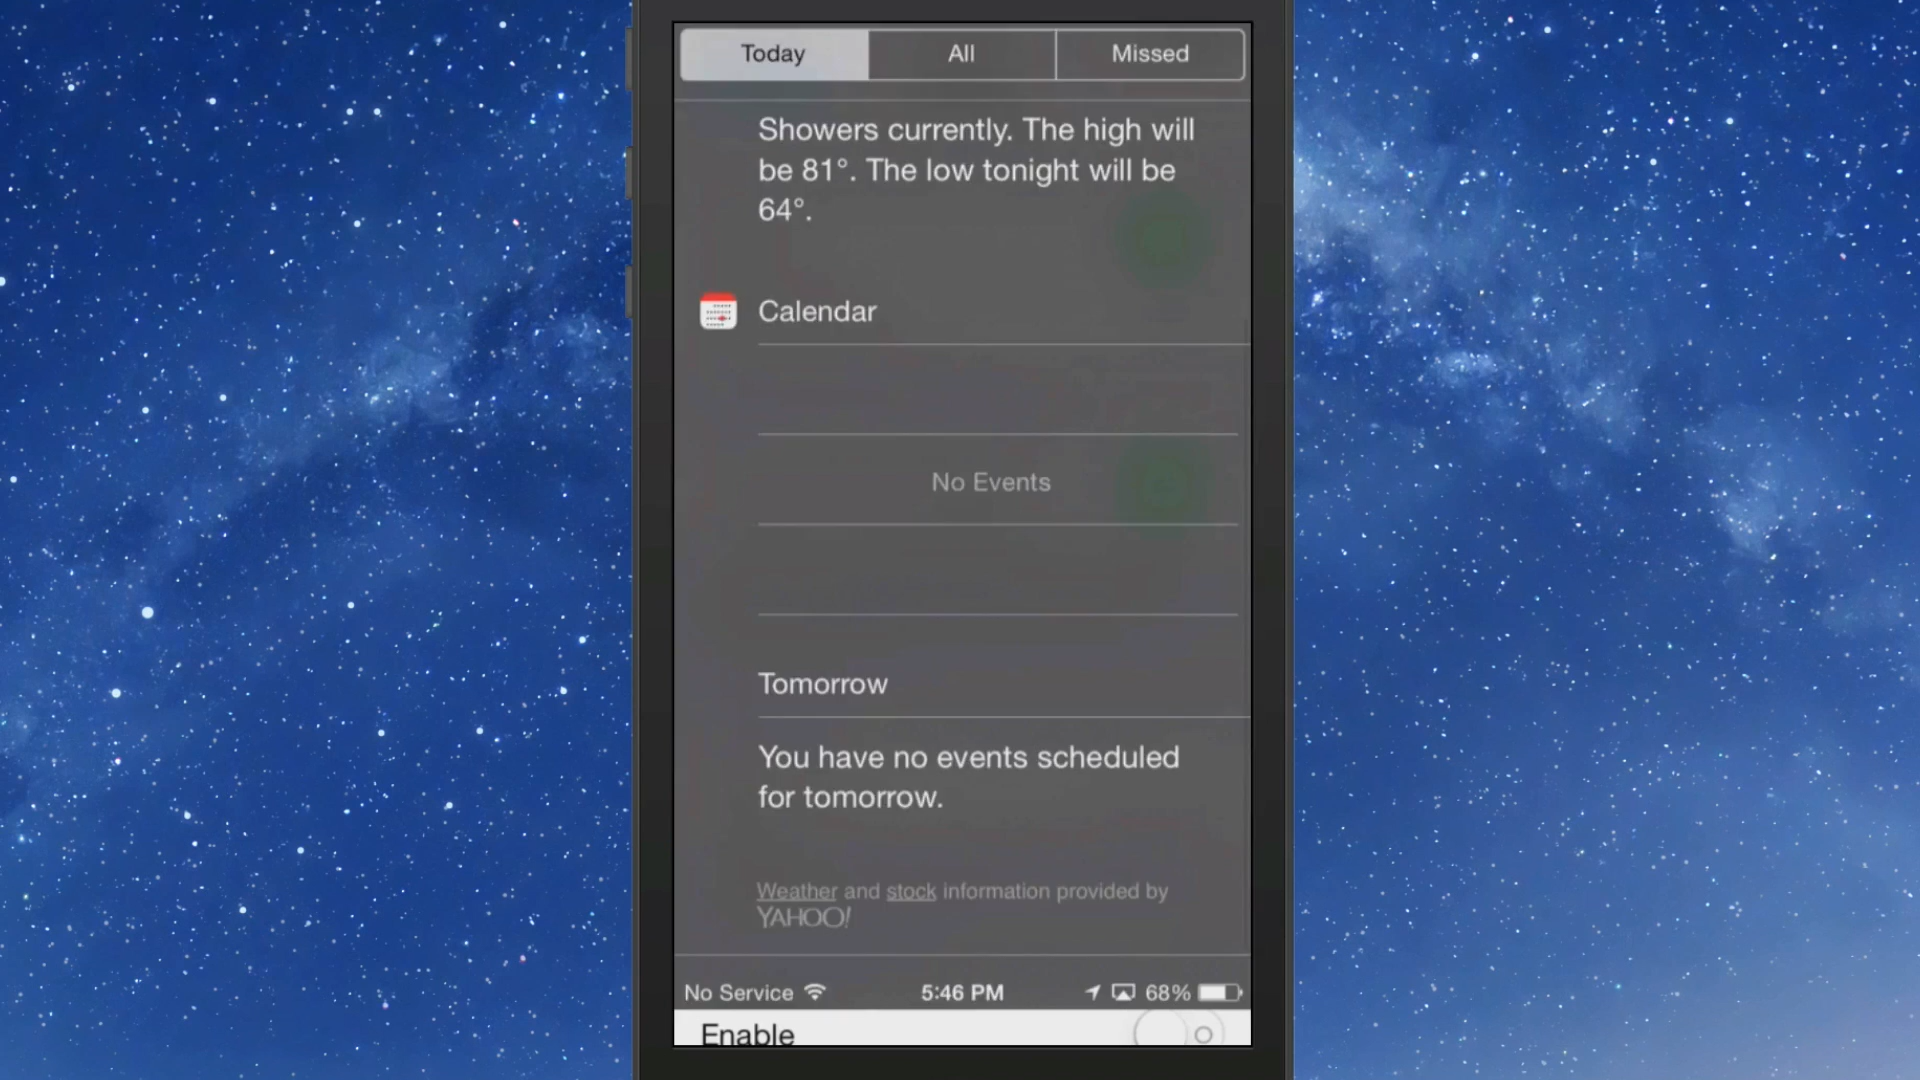 Today All Missed
Showers currently. The high will
be 81°. The low tonight will be
64°.
Calendar
No Events
Tomorrow
You have no events scheduled
for tomorrow.
Weather and stock information provided by
YAHOO!
No Service 5:46 PM 68%
Enable